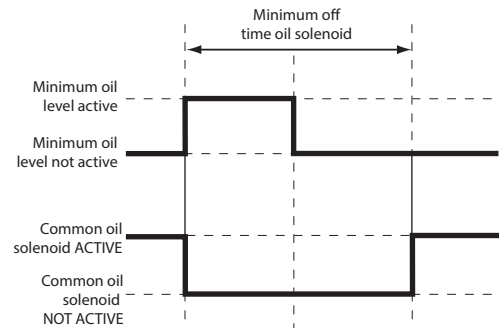 Minimum off
time oil solenoid
Minimum oil
level active
Minimum oil
level not active
Common oil
solenoid ACTIVE
Common oil
solenoid
NOT ACTIVE